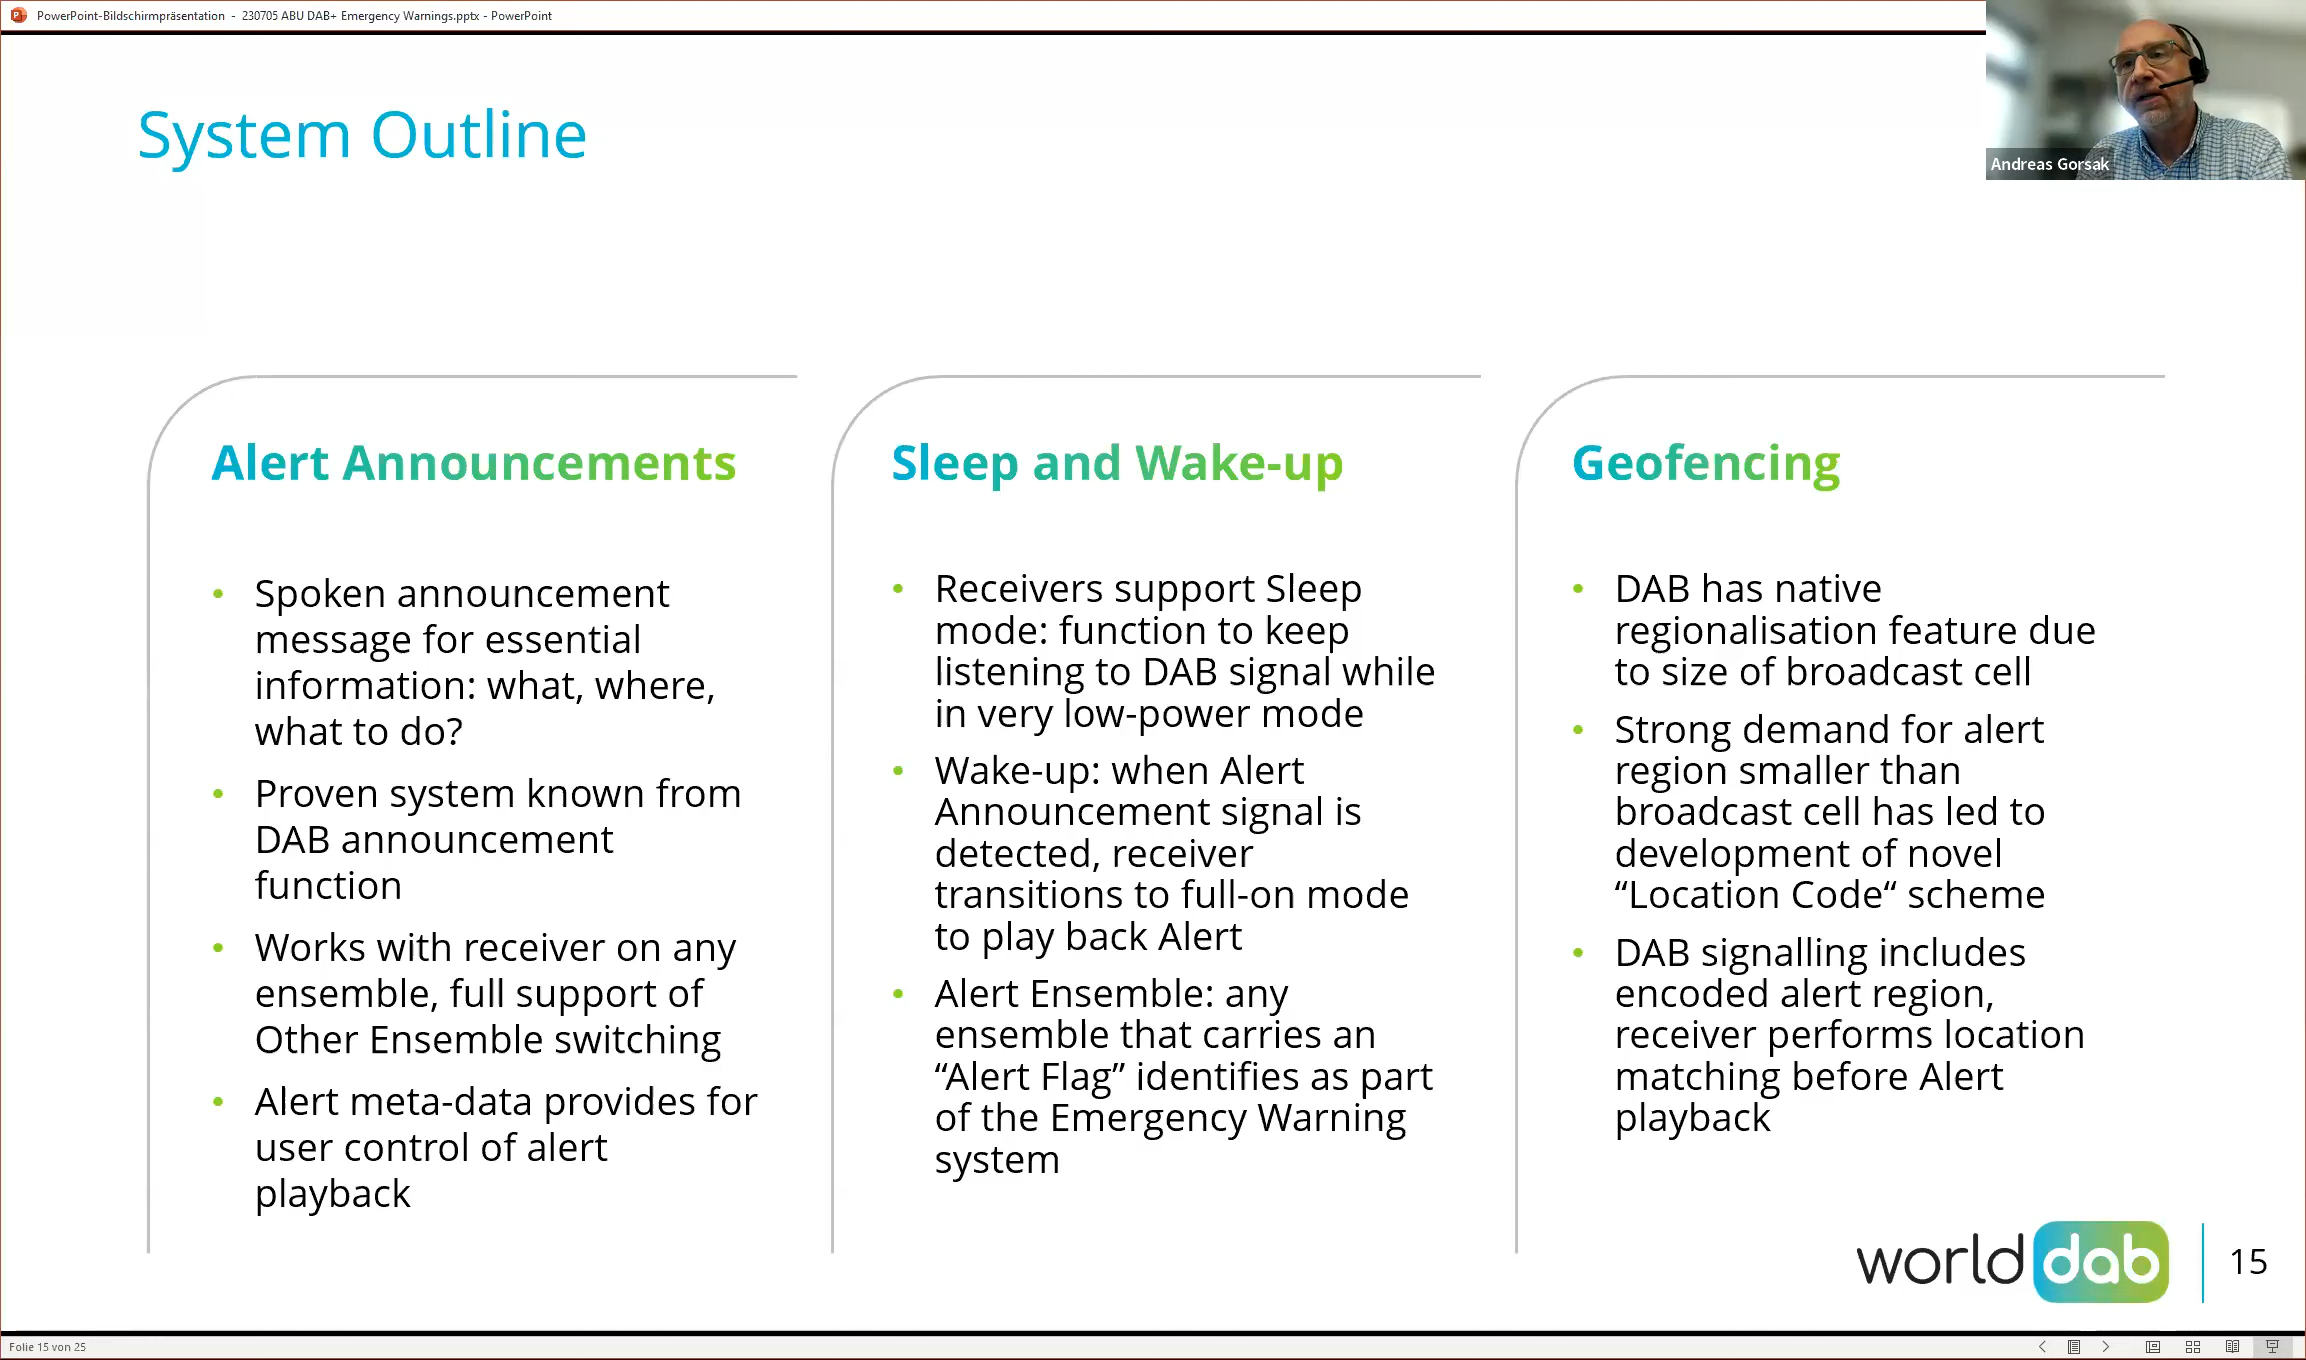 PowerPoint-Bildschirmpräsentation - 230705 ABU DAB+ Emergency Warnings.pptx - PowerPoint
Andreas Gorsak
System Outline
Alert Announcements
• Spoken announcement
message for essential
information: what, where,
what to do?
• Proven system known from
DAB announcement
function
• Works with receiver on any
ensemble, full support of
Other Ensemble switching
• Alert meta-data provides for
user control of alert
playback
Sleep and Wake-up
• Receivers support Sleep
mode: function to keep
listening to DAB signal while
in very low-power mode
• Wake-up: when Alert
Announcement signal is
detected, receiver
transitions to full-on mode
to play back Alert
• Alert Ensemble: any
ensemble that carries an
“Alert Flag” identifies as part
of the Emergency Warning
system
Geofencing
• DAB has native
regionalisation feature due
to size of broadcast cell
• Strong demand for alert
region smaller than
broadcast cell has led to
development of novel
“Location Code“ scheme
• DAB signalling includes
encoded alert region,
receiver performs location
matching before Alert
playback
world dab
15
Folie 15 von 25